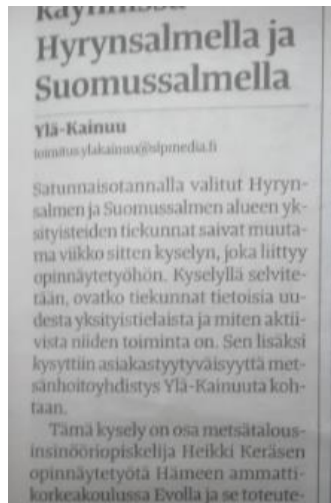 käynnissä
Hyrynsalmella ja
Suomussalmella
Ylä-Kainuu
toimitus.ylakainuu@slpmedia.fi
Satunnaisotannalla valitut Hyryn-
salmen ja Suomussalmen alueen yk-
sityisteiden tiekunnat saivat muuta-
ma viikko sitten kyselyn, joka liittyy
opinnäytetyöhön. Kyselyllä selvite-
tään, ovatko tiekunnat tietoisia uu-
desta yksityistielaista ja miten aktii-
vista niiden toiminta on. Sen lisäksi
kysyttiin asiakastyytyväisyyttä met-
sänhoitoyhdistys Ylä-Kainuuta koh-
taan.
Tämä kysely on osa metsätalous-
insinööriopiskelija Heikki Keräsen
opinnäytetyötä Hämeen ammatti-
korkeakoulussa Evolla ja se toteute-